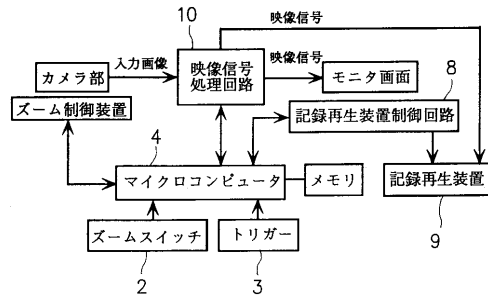 10
映像信号
入力画像
映像信号
カメラ部
映像信号
処理回路
モニタ画面
8
ズーム制御装置
記録再生装置制御回路
4
マイクロコンピュータ
メモリ
記録再生装置
ズームスイッチ
トリガー
9
2
3